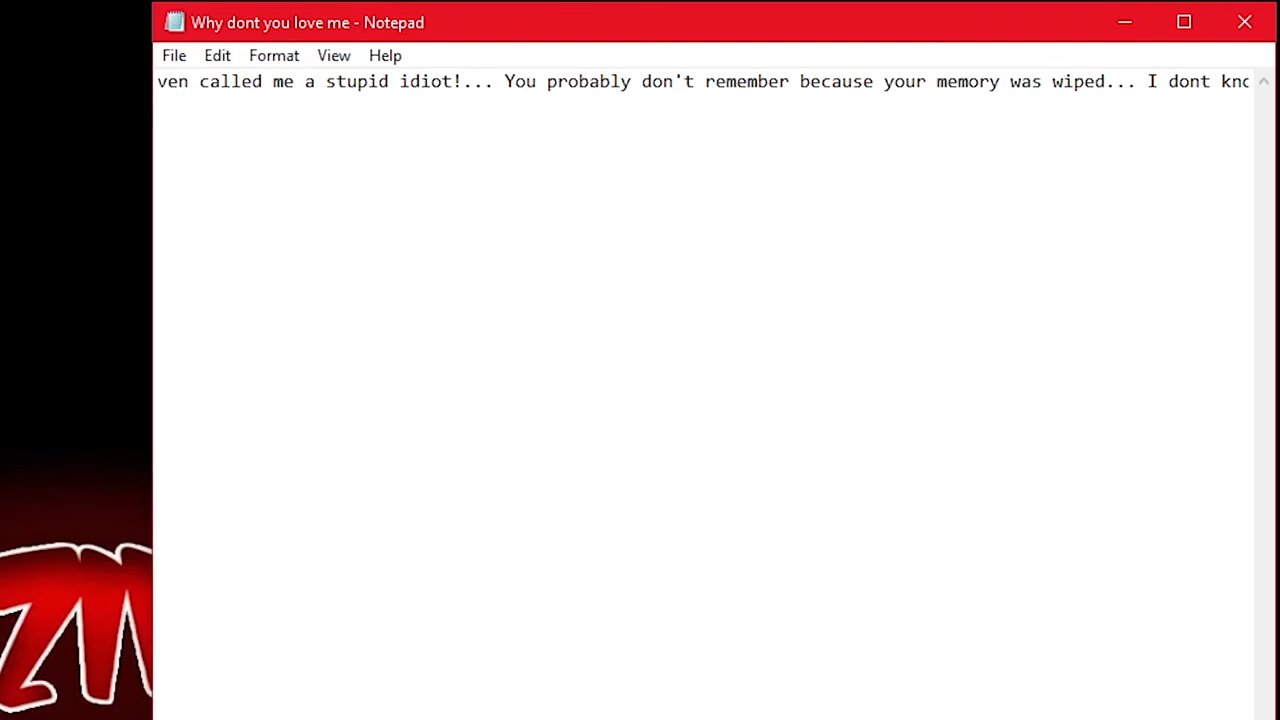 Why dont you love me - Notepad
File Edit Format View Help
ven called me a stupid idiot!... You probably don't remember because your memory was wiped... I dont kno